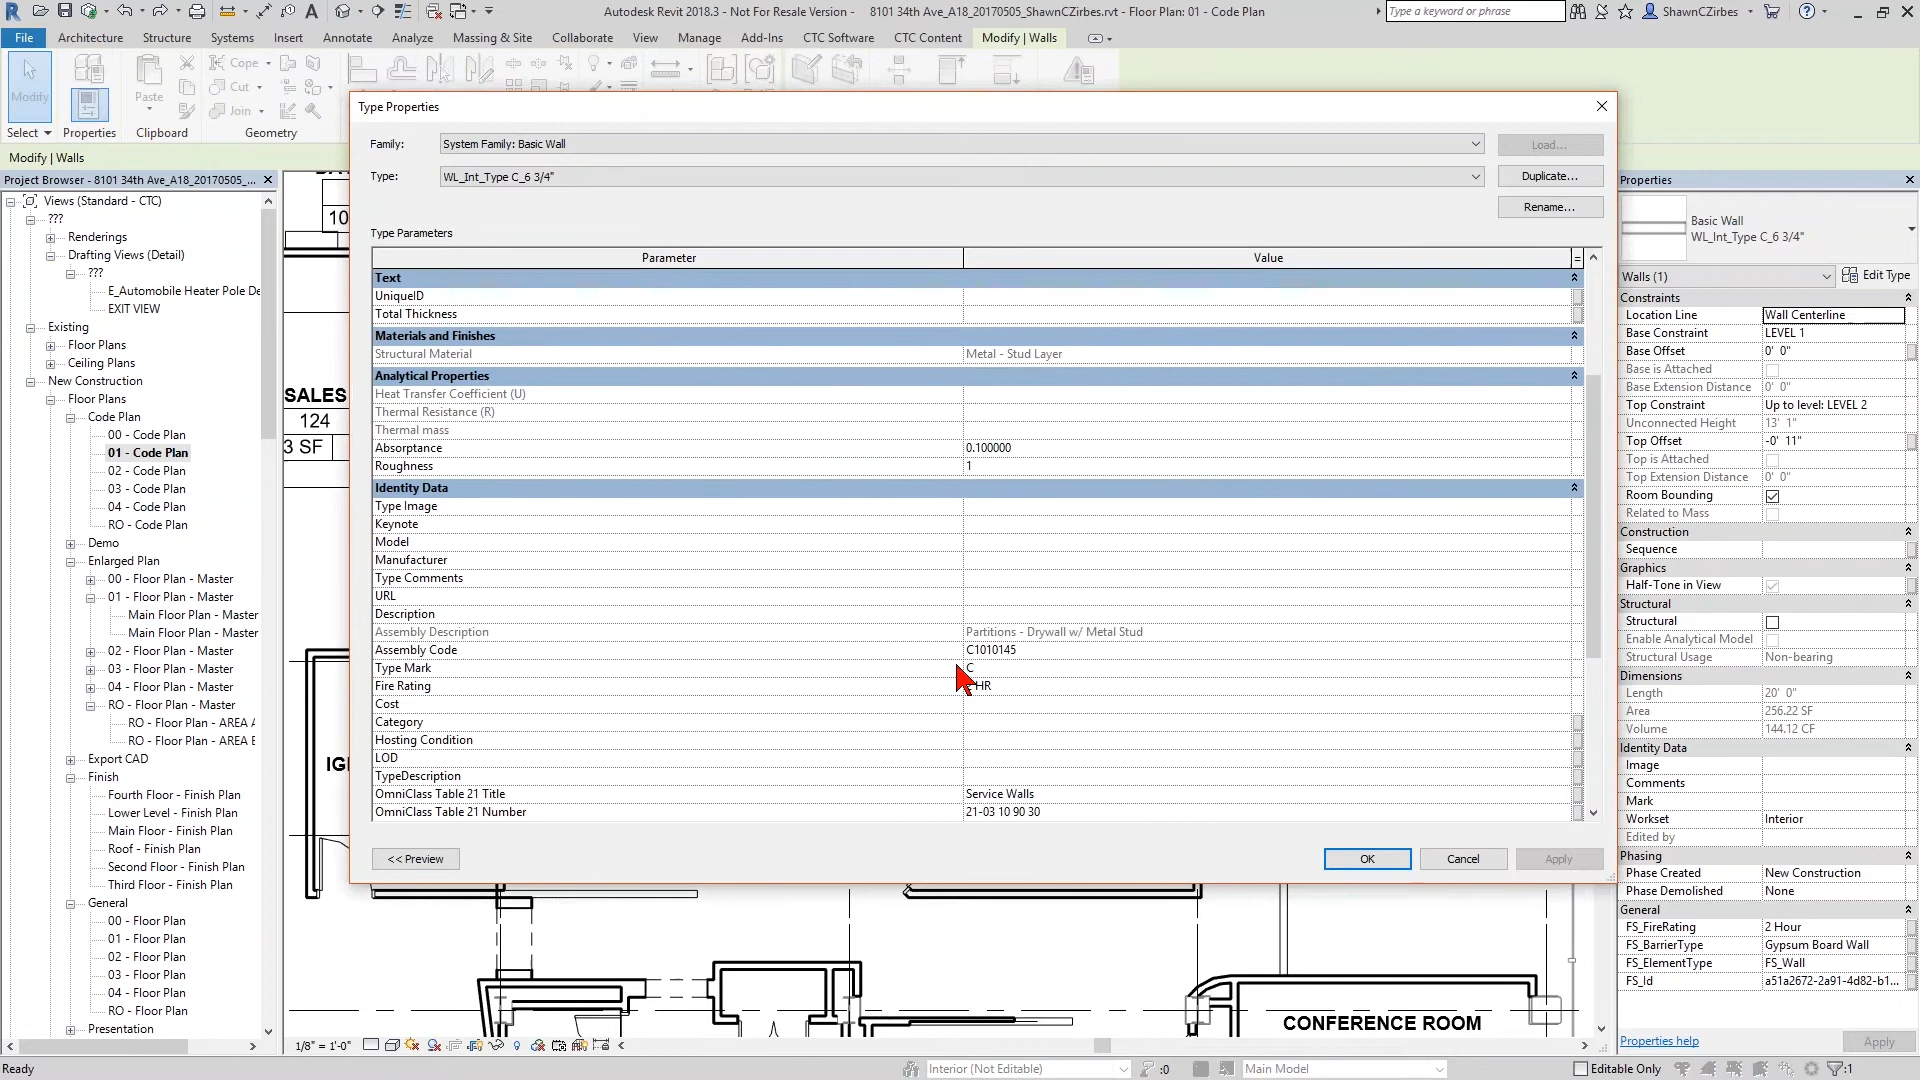 Autodesk Revit 2018.3 - Not For Resale Version - 8101 34th Ave_A18_20170505_ShawnCZirbes.rvt - Floor Plan: 01 - Code Plan
Type a keyword or phrase
ShawnCZirbes
File Architecture Structure Systems Insert Annotate Analyze Massing & Site Collaborate View Manage Add-Ins CTC Software CTC Content Modify | Walls
Modify
Paste
Cope
Cut
Join
Select Properties Clipboard Geometry
Modify | Walls
Project Browser - 8101 34th Ave_A18_20170505_...
Views (Standard - CTC)
???
Renderings
Drafting Views (Detail)
???
E_Automobile Heater Pole De
EXIT VIEW
Existing
Floor Plans
Ceiling Plans
New Construction
Floor Plans
Code Plan
00 - Code Plan
01 - Code Plan
02 - Code Plan
03 - Code Plan
04 - Code Plan
RO - Code Plan
Demo
Enlarged Plan
00 - Floor Plan - Master
01 - Floor Plan - Master
Main Floor Plan - Master
Main Floor Plan - Master
02 - Floor Plan - Master
03 - Floor Plan - Master
04 - Floor Plan - Master
RO - Floor Plan - Master
RO - Floor Plan - AREA A
RO - Floor Plan - AREA E
Export CAD
Finish
Fourth Floor - Finish Plan
Lower Level - Finish Plan
Main Floor - Finish Plan
Roof - Finish Plan
Second Floor - Finish Plan
Third Floor - Finish Plan
General
00 - Floor Plan
01 - Floor Plan
02 - Floor Plan
03 - Floor Plan
04 - Floor Plan
RO - Floor Plan
Presentation
10
SALES
124
3 SF
CONFERENCE ROOM
Type Properties
Family: System Family: Basic Wall Load...
Type: WL_Int_Type C_6 3/4" Duplicate...
Rename...
Type Parameters
Parameter Value =
Text
UniqueID
Total Thickness
Materials and Finishes
Structural Material Metal - Stud Layer
Analytical Properties
Heat Transfer Coefficient (U)
Thermal Resistance (R)
Thermal mass
Absorptance 0.100000
Roughness 1
Identity Data
Type Image
Keynote
Model
Manufacturer
Type Comments
URL
Description
Assembly Description Partitions - Drywall w/ Metal Stud
Assembly Code C1010145
Type Mark C
Fire Rating HR
Cost
Category
Hosting Condition
LOD
TypeDescription
OmniClass Table 21 Title Service Walls
OmniClass Table 21 Number 21-03 10 90 30
<< Preview OK Cancel Apply
Properties
Basic Wall
WL_Int_Type C_6 3/4"
Walls (1) Edit Type
Constraints
Location Line Wall Centerline
Base Constraint LEVEL 1
Base Offset 0' 0"
Base is Attached
Base Extension Distance 0' 0"
Top Constraint Up to level: LEVEL 2
Unconnected Height 13' 1"
Top Offset -0' 11"
Top is Attached
Top Extension Distance 0' 0"
Room Bounding
Related to Mass
Construction
Sequence
Graphics
Half-Tone in View
Structural
Structural
Enable Analytical Model
Structural Usage Non-bearing
Dimensions
Length 20' 0"
Area 256.22 SF
Volume 144.12 CF
Identity Data
Image
Comments
Mark
Workset Interior
Edited by
Phasing
Phase Created New Construction
Phase Demolished None
General
FS_FireRating 2 Hour
FS_BarrierType Gypsum Board Wall
FS_ElementType FS_Wall
FS_Id a51a2672-2a91-4d82-b1...
Properties help Apply
1/8" = 1'-0"
Ready Interior (Not Editable) :0 Main Model Editable Only :1